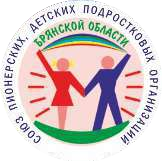 СОЮЗ ПИОНЕРСКИХ, ДЕТСКИХ ПОДРОСТКОВЫХ ОРГАНИЗАЦИЙ
БРЯНСКОЙ ОБЛАСТИ